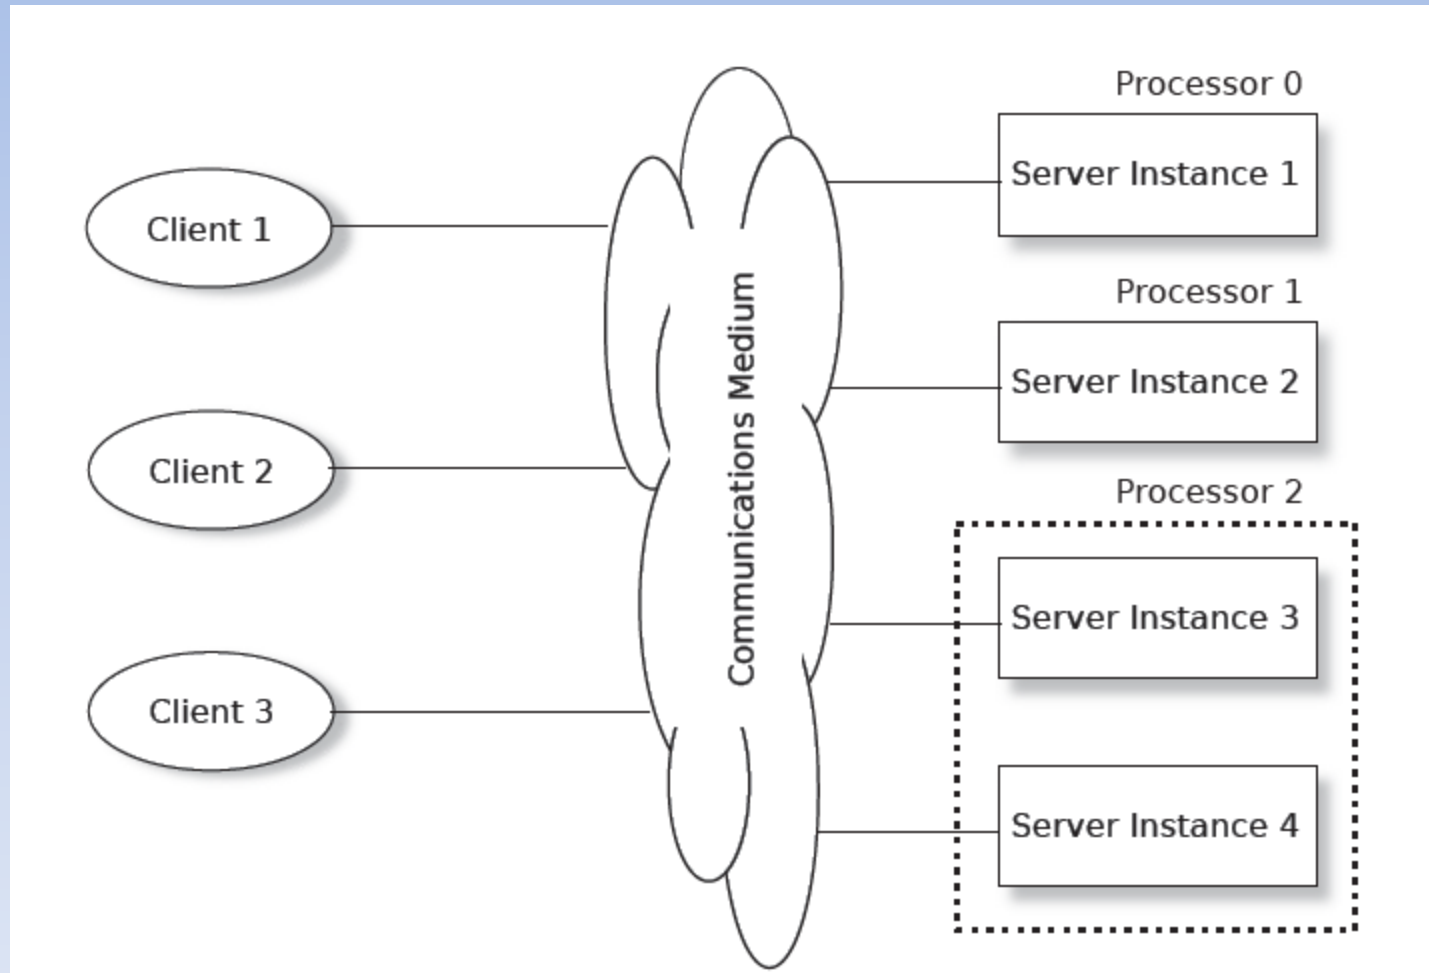 Processor 0
Server Instance 1
Client 1
Processor 1
Server Instance 2
Communications Medium
Client 2
Processor 2
Server Instance 3
Client 3
Server Instance 4